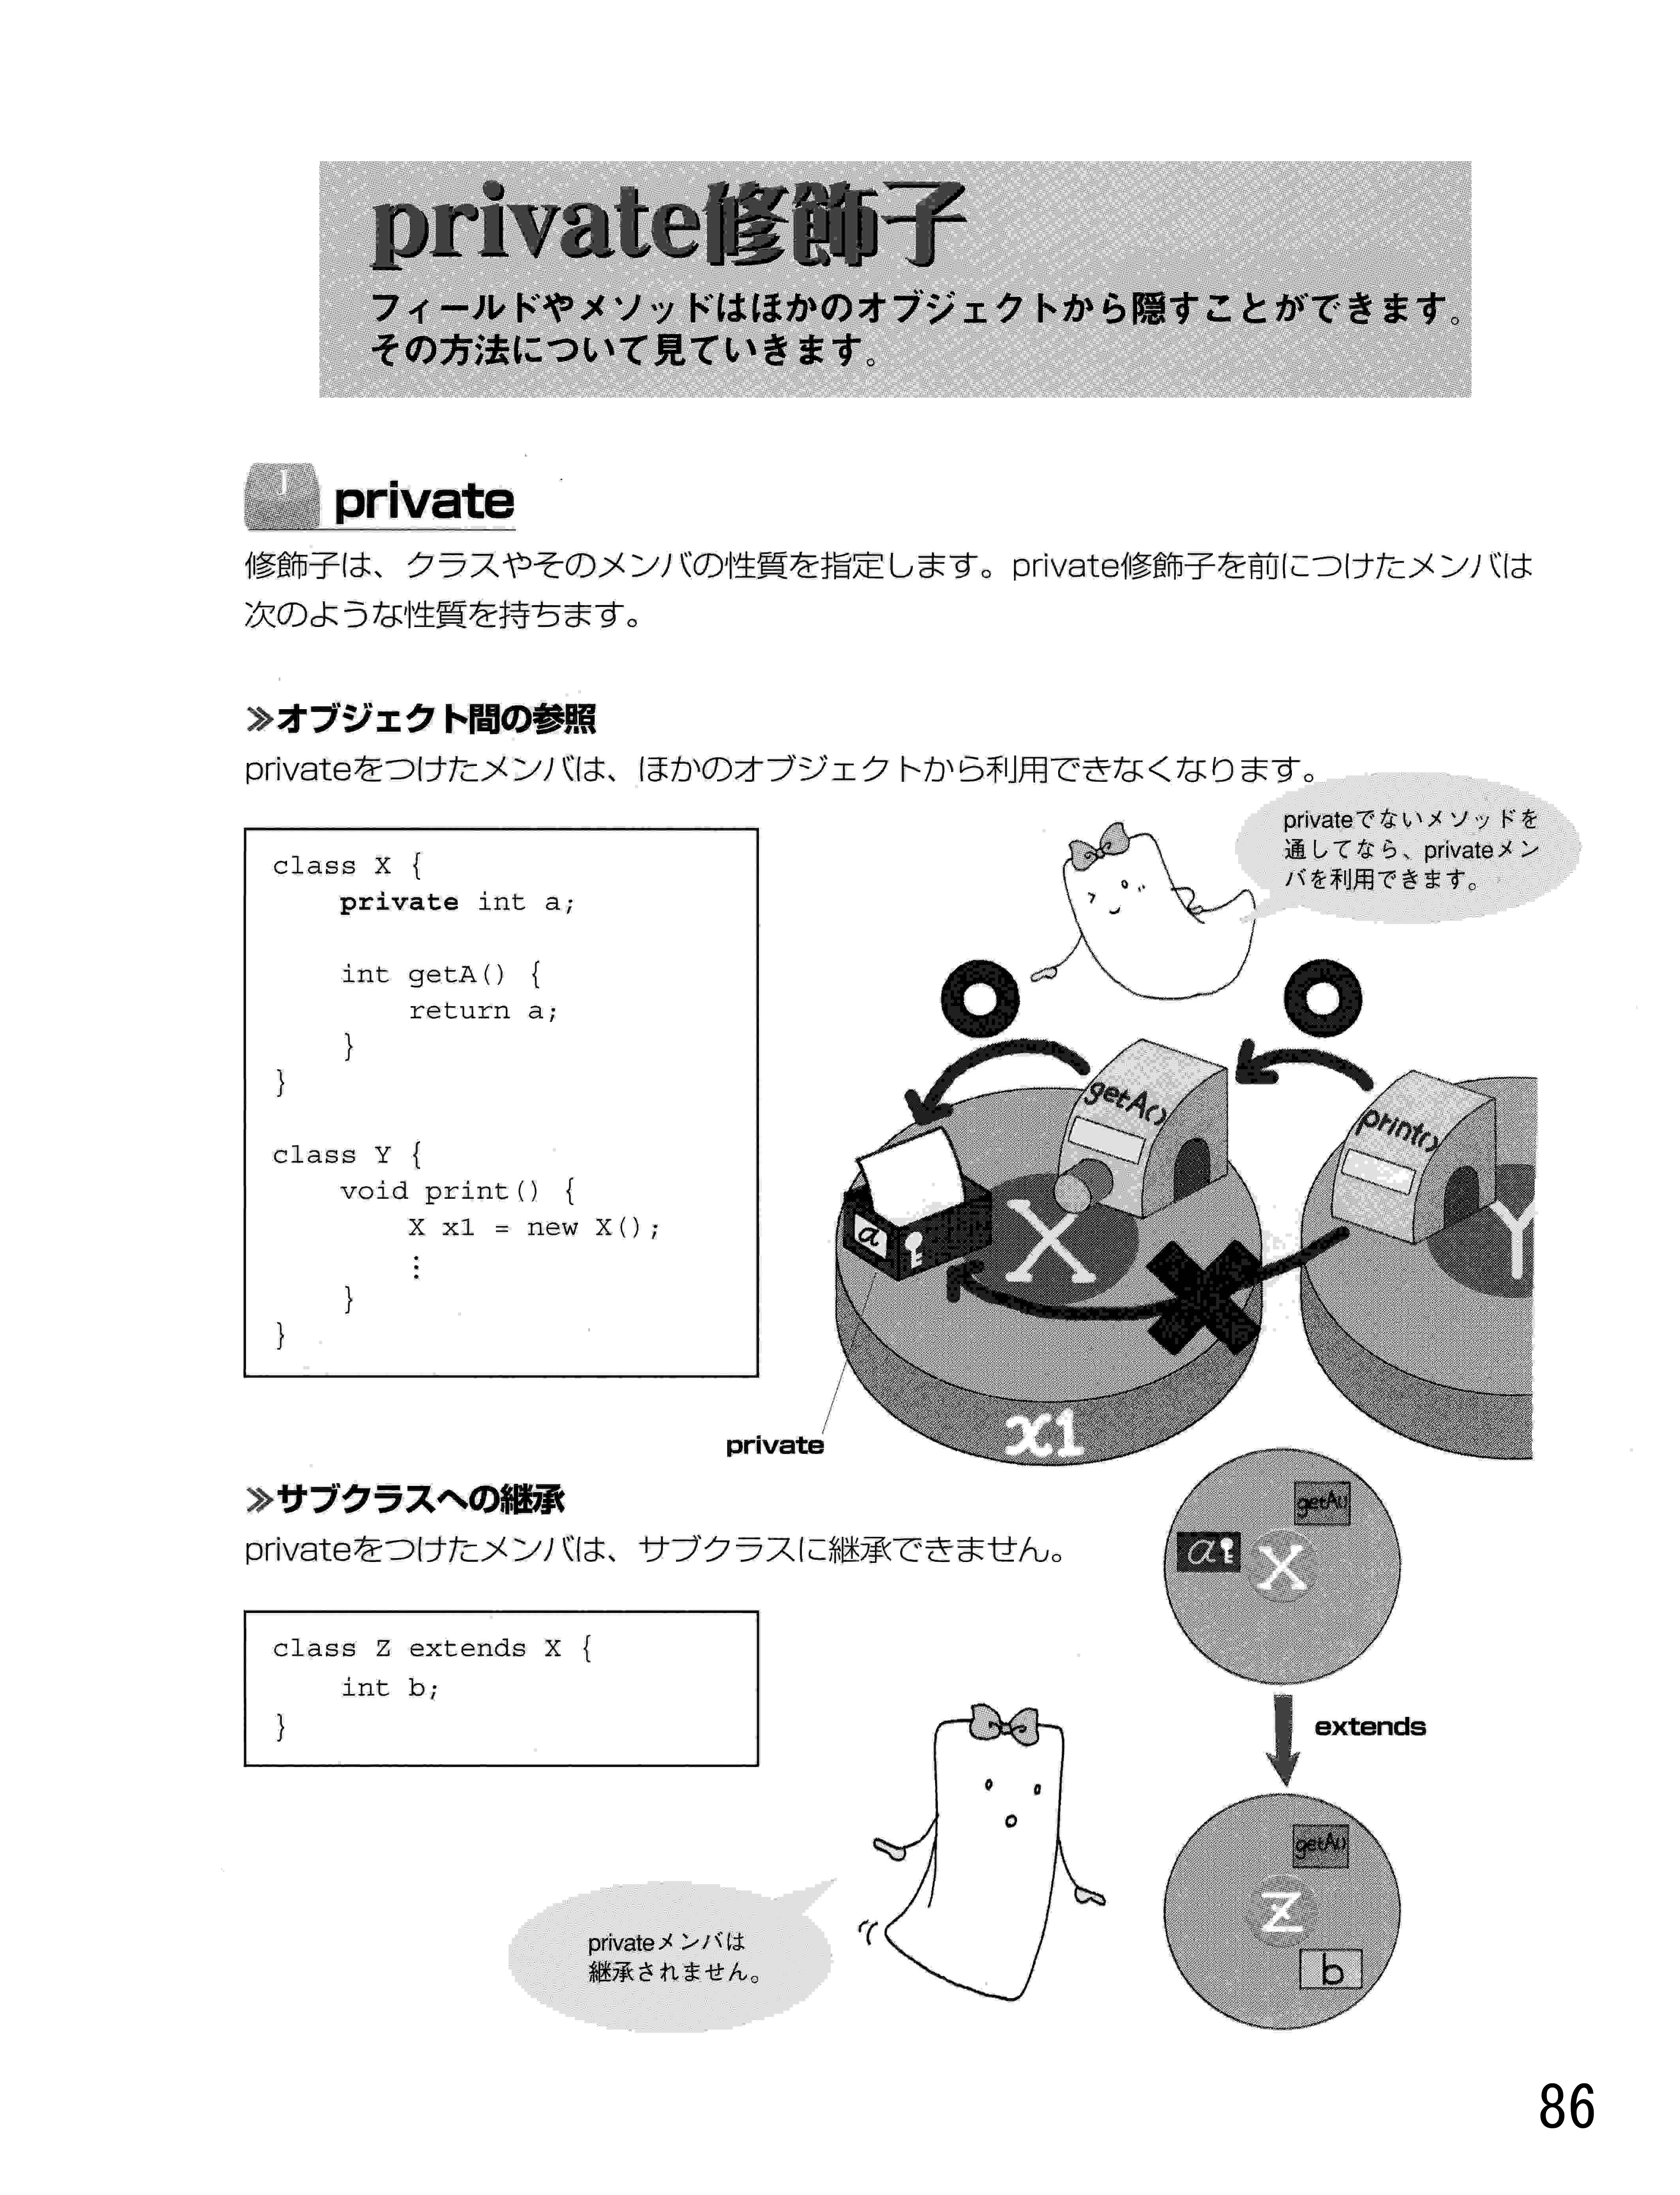 private修飾子
フィールドやメソッドはほかのオブジェクトから隠すことができます。
その方法について見ていきます。
private
修飾子は、クラスやそのメンバの性質を指定します。private修飾子を前につけたメンバは
次のような性質を持ちます。
≫オブジェクト間の参照
privateをつけたメンバは、ほかのオブジェクトから利用できなくなります。
privateでないメソッドを
通してなら、privateメン
バを利用できます。
class X {
    private int a;
    int getA() {
        return a;
    }
}
class Y {
    void print() {
        X x1 = new X();
        ⋮
    }
}
getA()
print()
a
X
Y
x1
private
≫サブクラスへの継承
privateをつけたメンバは、サブクラスに継承できません。
class Z extends X {
    int b;
}
getA()
a
X
extends
getA()
Z
b
privateメンバは
継承されません。
86